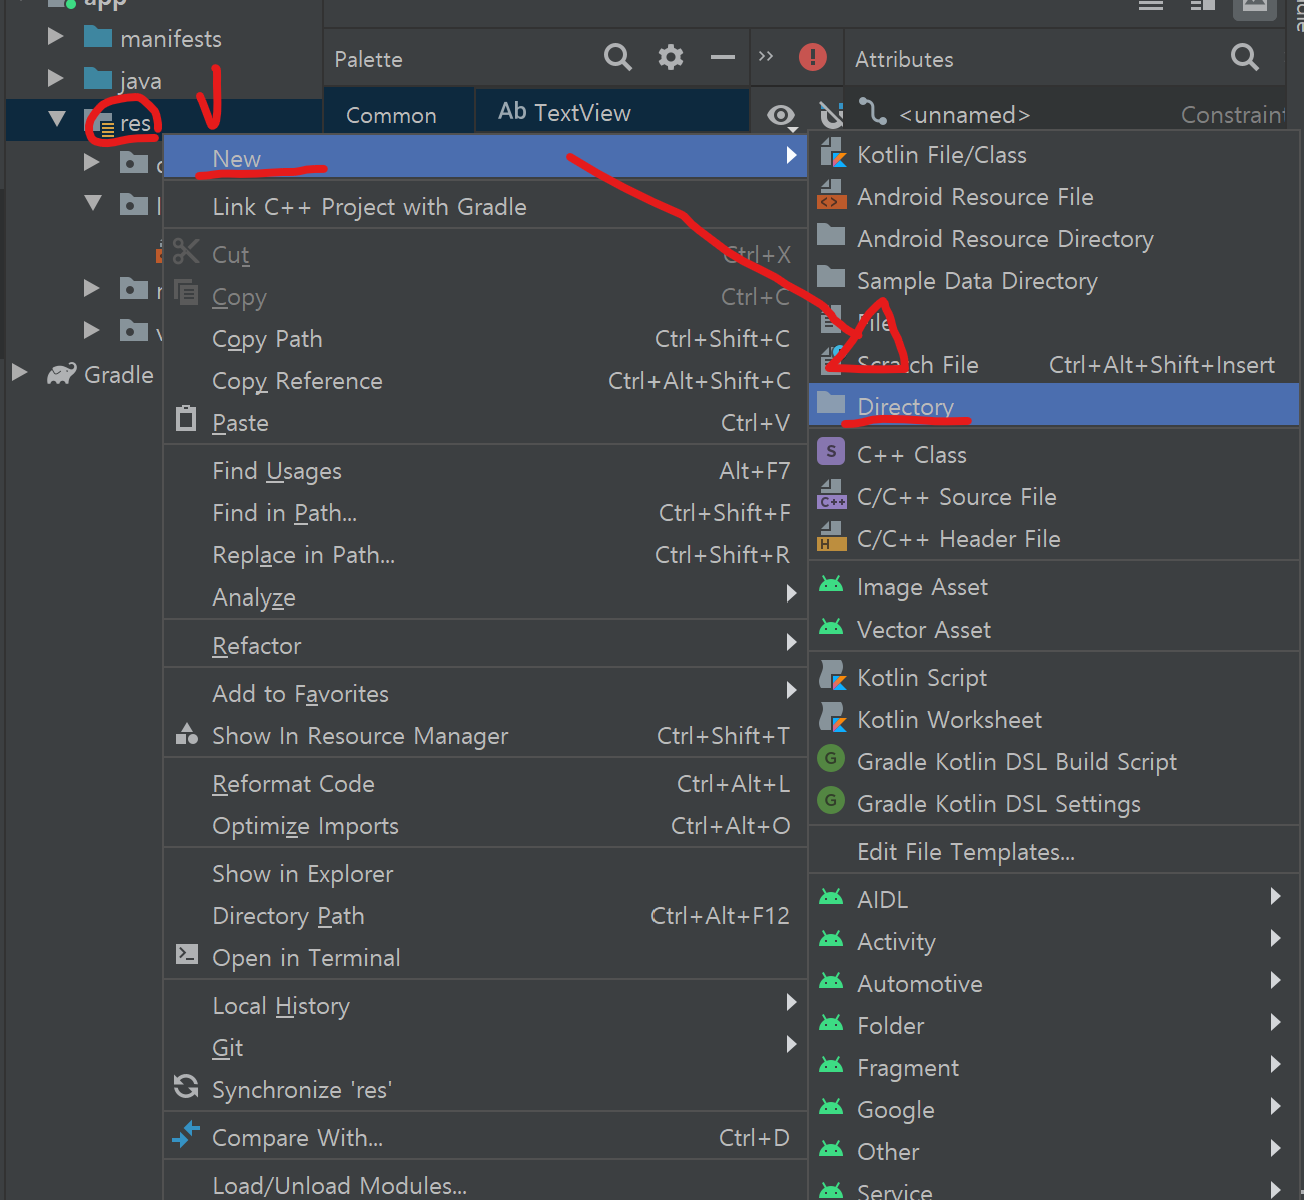 app
manifests
java
res
Gradle
Palette
Common
Ab TextView
Attributes
<unnamed>
Constraint
New
Link C++ Project with Gradle
Cut Ctrl+X
Copy Ctrl+C
Copy Path Ctrl+Shift+C
Copy Reference Ctrl+Alt+Shift+C
Paste Ctrl+V
Find Usages Alt+F7
Find in Path... Ctrl+Shift+F
Replace in Path... Ctrl+Shift+R
Analyze
Refactor
Add to Favorites
Show In Resource Manager Ctrl+Shift+T
Reformat Code Ctrl+Alt+L
Optimize Imports Ctrl+Alt+O
Show in Explorer
Directory Path Ctrl+Alt+F12
Open in Terminal
Local History
Git
Synchronize 'res'
Compare With... Ctrl+D
Load/Unload Modules...
Kotlin File/Class
Android Resource File
Android Resource Directory
Sample Data Directory
File
Scratch File Ctrl+Alt+Shift+Insert
Directory
S C++ Class
C++ C/C++ Source File
H C/C++ Header File
Image Asset
Vector Asset
Kotlin Script
Kotlin Worksheet
G Gradle Kotlin DSL Build Script
G Gradle Kotlin DSL Settings
Edit File Templates...
AIDL
Activity
Automotive
Folder
Fragment
Google
Other
Service